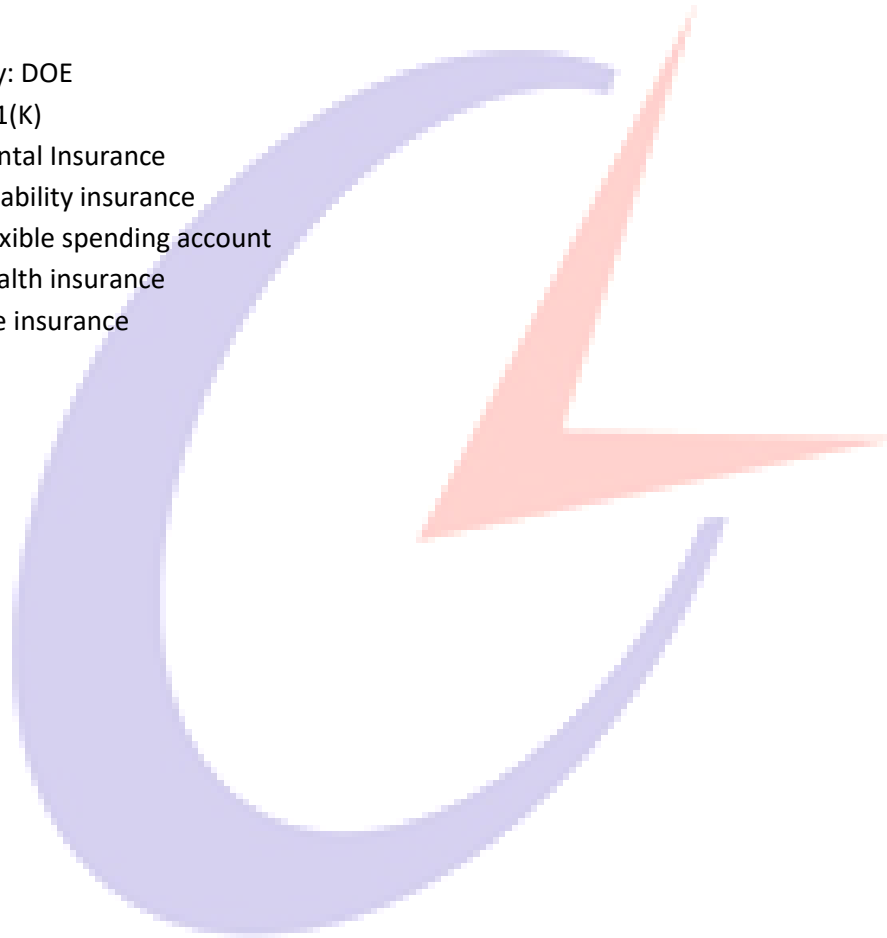 y: DOE
1(K)
ntal Insurance
ability insurance
xible spending account
alth insurance
e insurance